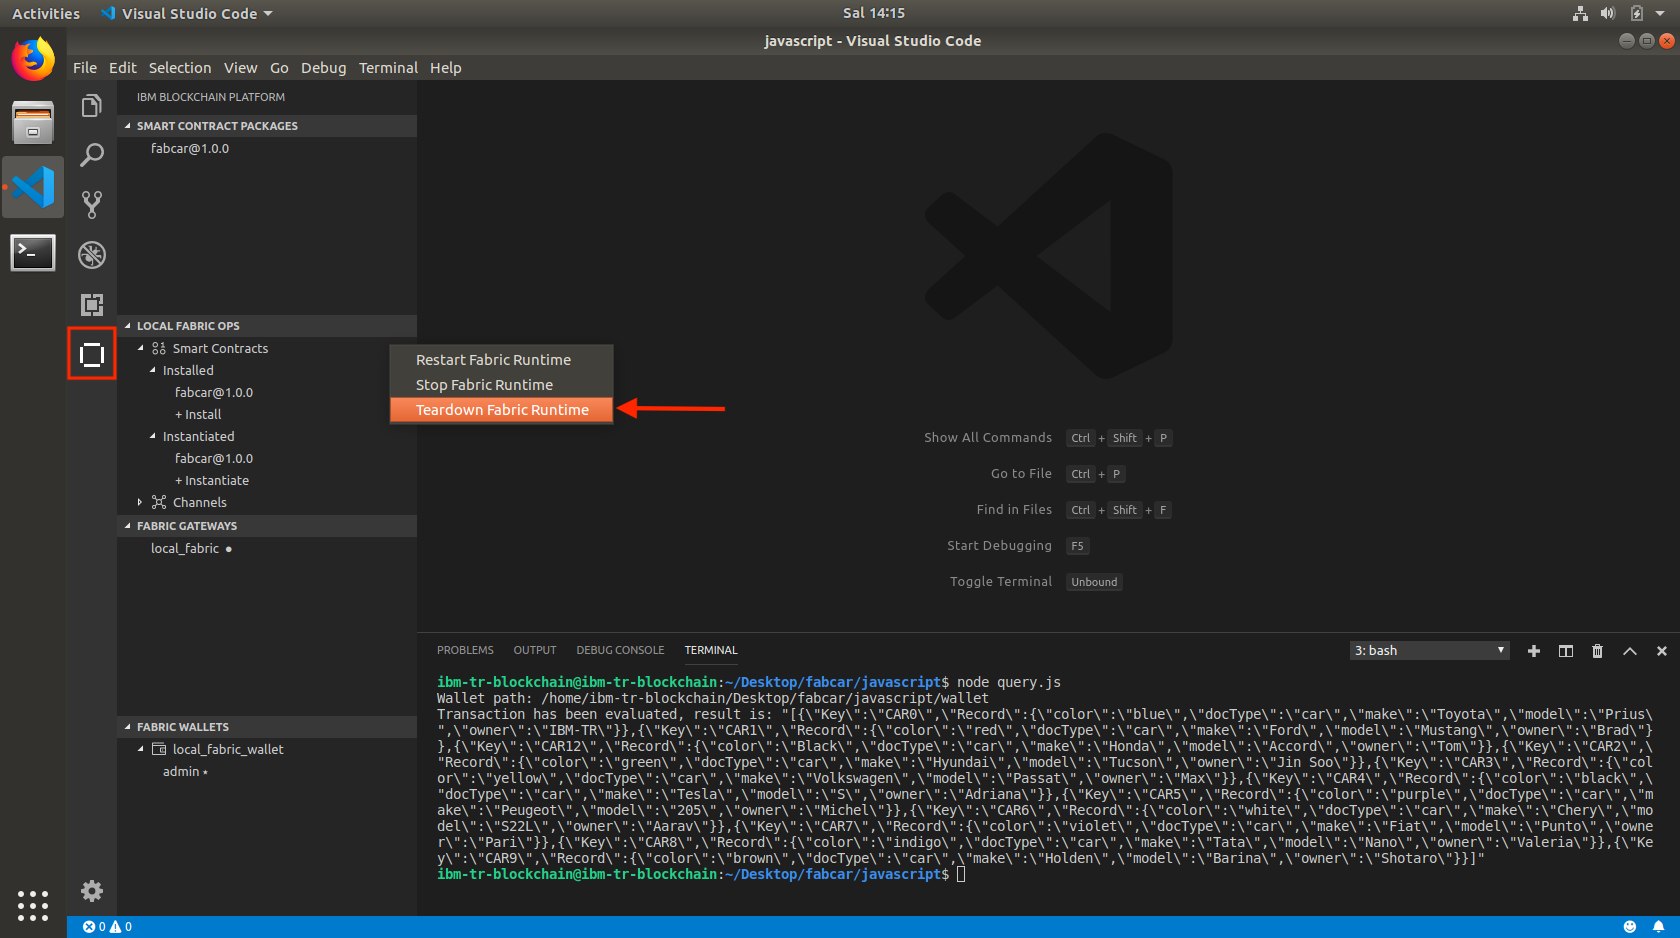 Activities
Visual Studio Code
Sal 14:15
javascript - Visual Studio Code
File Edit Selection View Go Debug Terminal Help
IBM BLOCKCHAIN PLATFORM
SMART CONTRACT PACKAGES
fabcar@1.0.0
LOCAL FABRIC OPS
Smart Contracts
Installed
fabcar@1.0.0
+ Install
Instantiated
fabcar@1.0.0
+ Instantiate
Channels
FABRIC GATEWAYS
local_fabric ●
FABRIC WALLETS
local_fabric_wallet
admin ⋆
Restart Fabric Runtime
Stop Fabric Runtime
Teardown Fabric Runtime
Show All Commands Ctrl + Shift + P
Go to File Ctrl + P
Find in Files Ctrl + Shift + F
Start Debugging F5
Toggle Terminal Unbound
PROBLEMS OUTPUT DEBUG CONSOLE TERMINAL
3: bash
ibm-tr-blockchain@ibm-tr-blockchain:~/Desktop/fabcar/javascript$ node query.js
Wallet path: /home/ibm-tr-blockchain/Desktop/fabcar/javascript/wallet
Transaction has been evaluated, result is: "[{\"Key\":\"CAR0\",\"Record\":{\"color\":\"blue\",\"docType\":\"car\",\"make\":\"Toyota\",\"model\":\"Prius\
",\"owner\":\"IBM-TR\"}},{\"Key\":\"CAR1\",\"Record\":{\"color\":\"red\",\"docType\":\"car\",\"make\":\"Ford\",\"model\":\"Mustang\",\"owner\":\"Brad\"}
},{\"Key\":\"CAR12\",\"Record\":{\"color\":\"Black\",\"docType\":\"car\",\"make\":\"Honda\",\"model\":\"Accord\",\"owner\":\"Tom\"}},{\"Key\":\"CAR2\",\
"Record\":{\"color\":\"green\",\"docType\":\"car\",\"make\":\"Hyundai\",\"model\":\"Tucson\",\"owner\":\"Jin Soo\"}},{\"Key\":\"CAR3\",\"Record\":{\"col
or\":\"yellow\",\"docType\":\"car\",\"make\":\"Volkswagen\",\"model\":\"Passat\",\"owner\":\"Max\"}},{\"Key\":\"CAR4\",\"Record\":{\"color\":\"black\",\
"docType\":\"car\",\"make\":\"Tesla\",\"model\":\"S\",\"owner\":\"Adriana\"}},{\"Key\":\"CAR5\",\"Record\":{\"color\":\"purple\",\"docType\":\"car\",\"m
ake\":\"Peugeot\",\"model\":\"205\",\"owner\":\"Michel\"}},{\"Key\":\"CAR6\",\"Record\":{\"color\":\"white\",\"docType\":\"car\",\"make\":\"Chery\",\"mo
del\":\"S22L\",\"owner\":\"Aarav\"}},{\"Key\":\"CAR7\",\"Record\":{\"color\":\"violet\",\"docType\":\"car\",\"make\":\"Fiat\",\"model\":\"Punto\",\"owne
r\":\"Pari\"}},{\"Key\":\"CAR8\",\"Record\":{\"color\":\"indigo\",\"docType\":\"car\",\"make\":\"Tata\",\"model\":\"Nano\",\"owner\":\"Valeria\"}},{\"Ke
y\":\"CAR9\",\"Record\":{\"color\":\"brown\",\"docType\":\"car\",\"make\":\"Holden\",\"model\":\"Barina\",\"owner\":\"Shotaro\"}}]"
ibm-tr-blockchain@ibm-tr-blockchain:~/Desktop/fabcar/javascript$
0 0